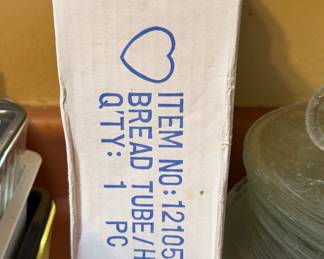 ITEM NO: 12105
BREAD TUBE/H
Q'TY: 1 PC